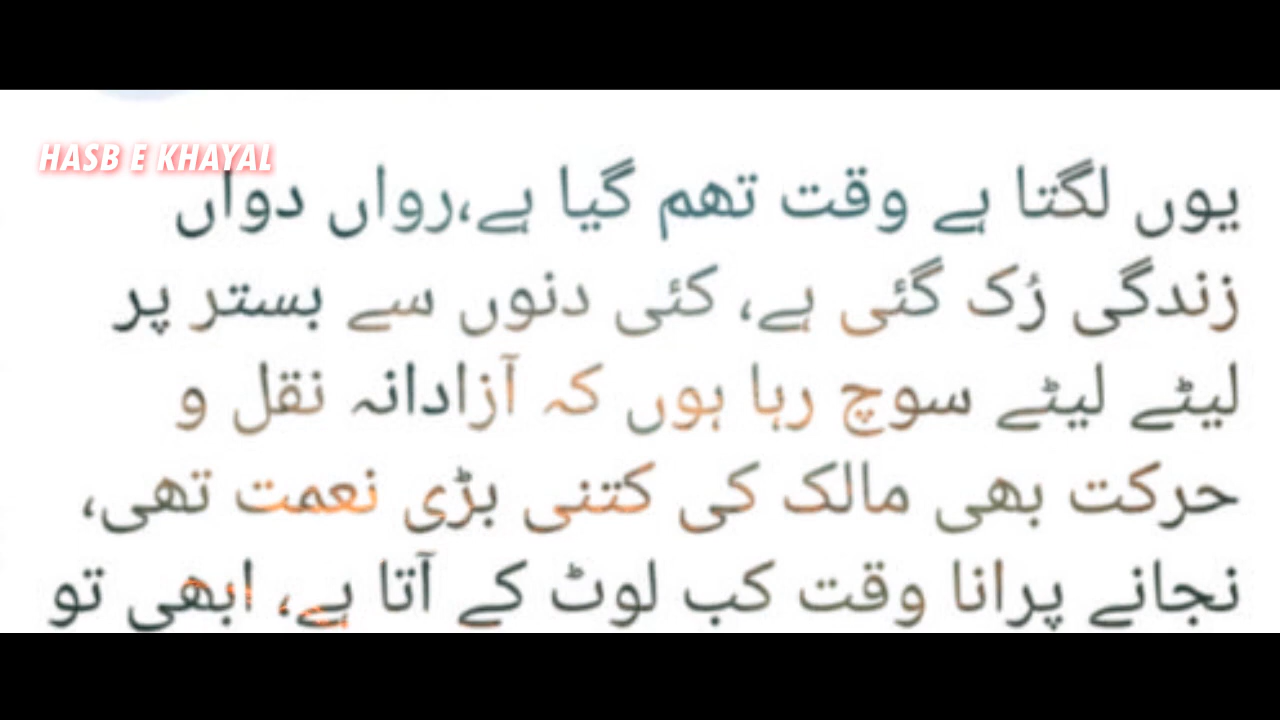 HASB E KHAYAL
یوں لگتا ہے وقت تھم گیا ہے،رواں دواں
زندگی رُک گئی ہے، کئی دنوں سے بستر پر
لیٹے لیٹے سوچ رہا ہوں کہ آزادانہ نقل و
حرکت بھی مالک کی کتنی بڑی نعمت تھی،
نجانے پرانا وقت کب لوٹ کے آتا ہے، ابھی تو